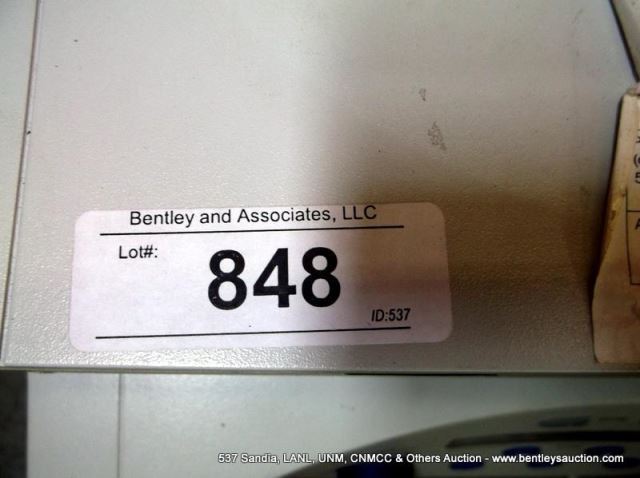 Bentley and Associates, LLC
Lot#:
848
ID:537
537 Sandia, LANL, UNM, CNMCC & Others Auction - www.bentleysauction.com